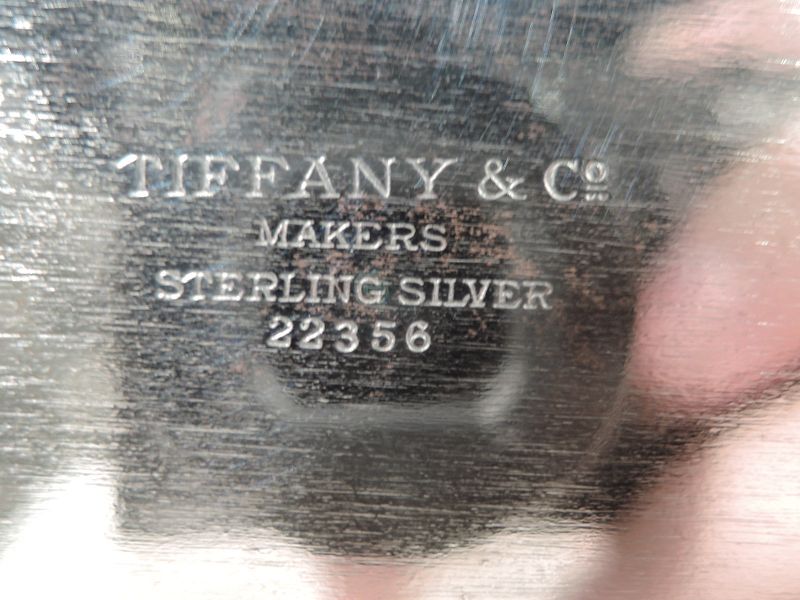 TIFFANY & Co
MAKERS
STERLING SILVER
22356